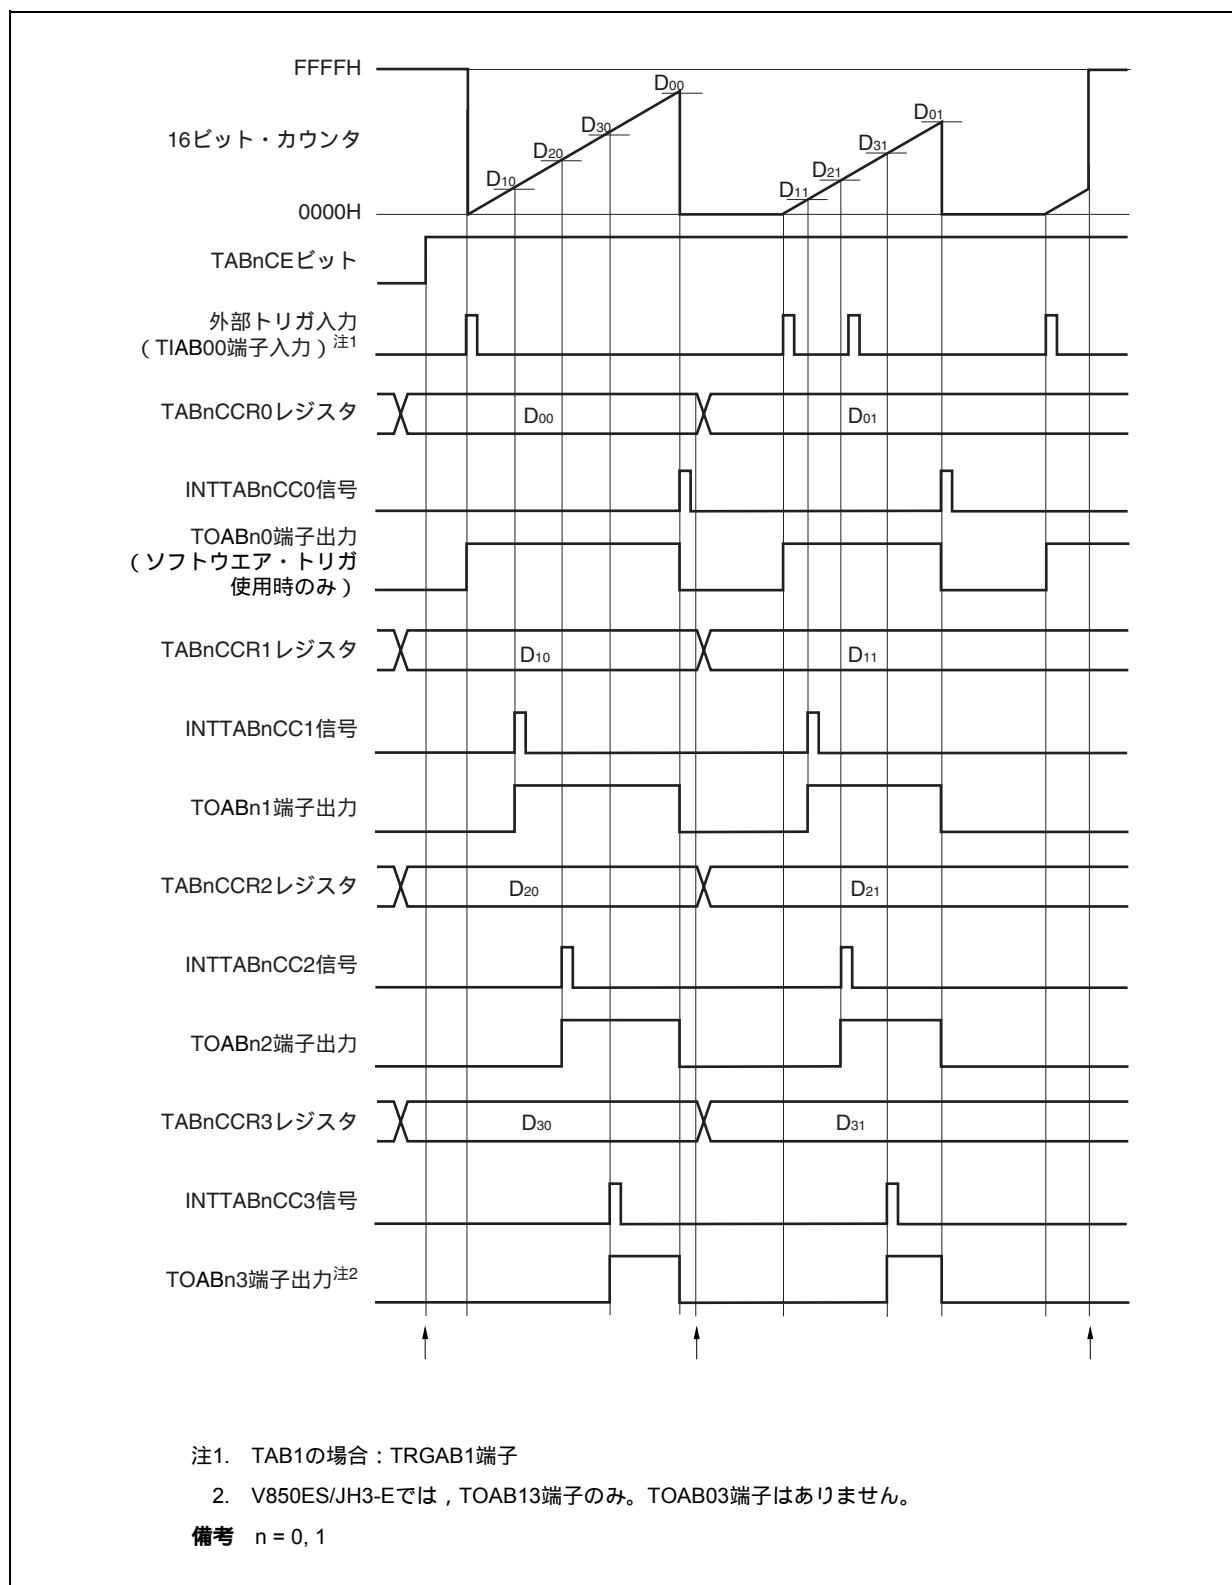 FFFFH
D00
D30
D01
16ビット・カウンタ
D20
D31
D10
D21
D11
0000H
TABnCEビット
外部トリガ入力
（TIAB00端子入力）注1
TABnCCR0レジスタ
D00
D01
INTTABnCC0信号
TOABn0端子出力
（ソフトウエア・トリガ
使用時のみ）
TABnCCR1レジスタ
D10
D11
INTTABnCC1信号
TOABn1端子出力
TABnCCR2レジスタ
D20
D21
INTTABnCC2信号
TOABn2端子出力
TABnCCR3レジスタ
D30
D31
INTTABnCC3信号
TOABn3端子出力注2
注1. TAB1の場合：TRGAB1端子
2. V850ES/JH3-Eでは，TOAB13端子のみ。TOAB03端子はありません。
備考 n = 0, 1